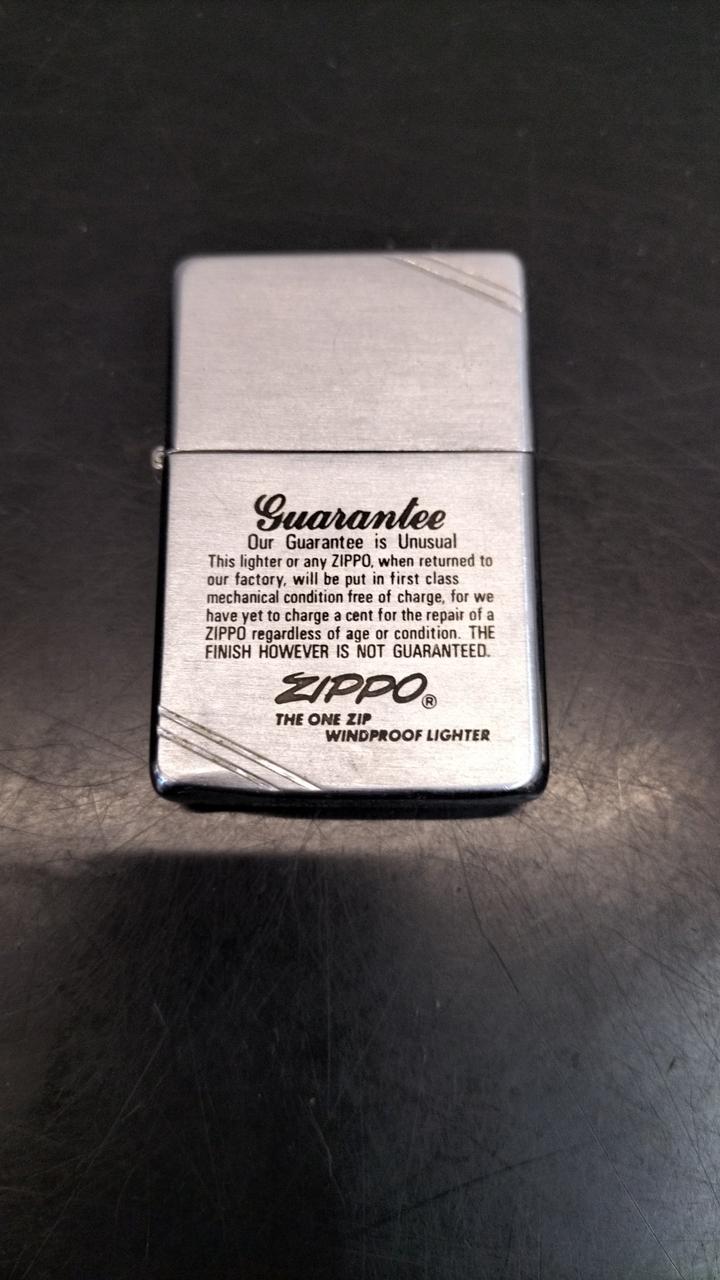 Guarantee
Our Guarantee is Unusual
This lighter or any ZIPPO, when returned to
our factory, will be put in first class
mechanical condition free of charge, for we
have yet to charge a cent for the repair of a
ZIPPO regardless of age or condition. THE
FINISH HOWEVER IS NOT GUARANTEED.
ZIPPO®
THE ONE ZIP
WINDPROOF LIGHTER